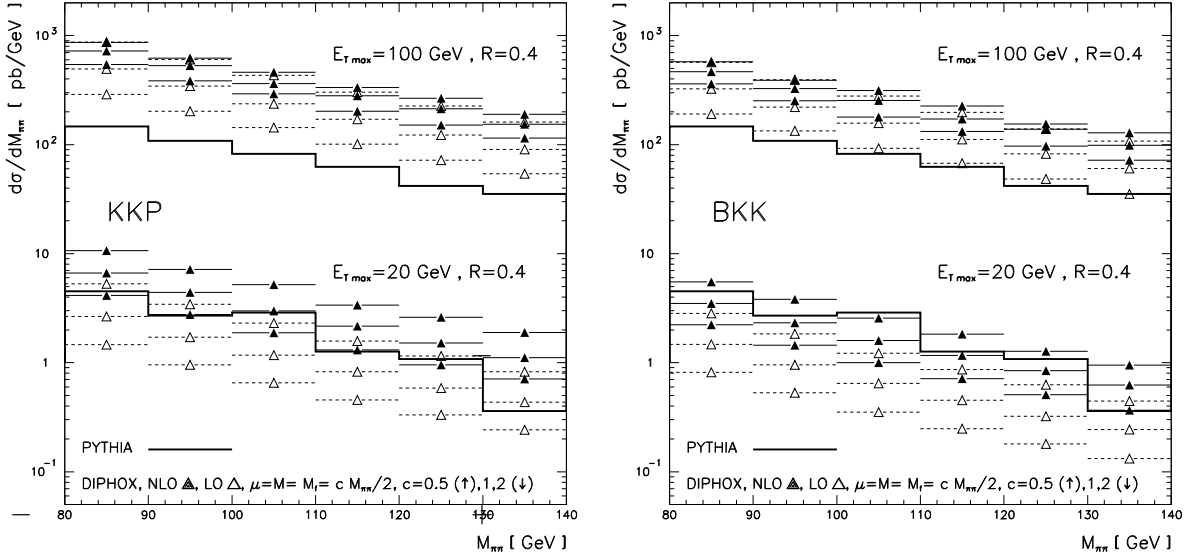 dσ/dM_ππ [ pb/GeV ]
10³
10²
10
1
10⁻¹
E_T max=100 GeV , R=0.4
KKP
E_T max=20 GeV , R=0.4
PYTHIA
DIPHOX, NLO ▲, LO △, μ=M= M_f= c M_ππ/2, c=0.5 (↑),1,2 (↓)
80 90 100 110 120 130 140
M_ππ [ GeV ]
dσ/dM_ππ [ pb/GeV ]
10³
10²
10
1
10⁻¹
E_T max=100 GeV , R=0.4
BKK
E_T max=20 GeV , R=0.4
PYTHIA
DIPHOX, NLO ▲, LO △, μ=M= M_f= c M_ππ/2, c=0.5 (↑),1,2 (↓)
80 90 100 110 120 130 140
M_ππ [ GeV ]